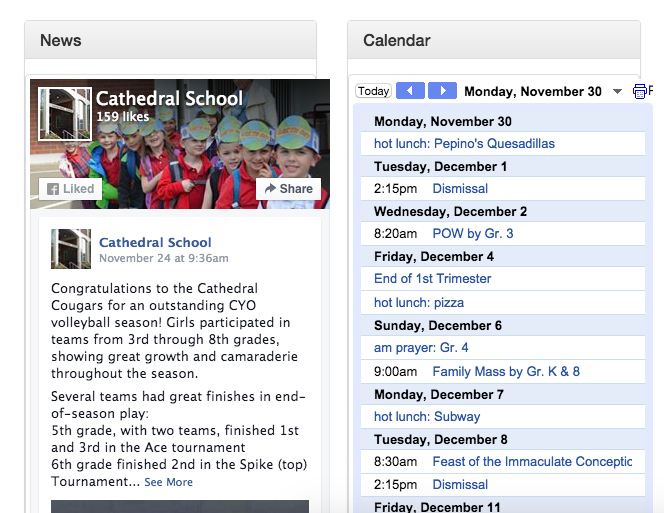 News
Cathedral School
159 likes
Liked
Share
Cathedral School
November 24 at 9:36am
Congratulations to the Cathedral
Cougars for an outstanding CYO
volleyball season! Girls participated in
teams from 3rd through 8th grades,
showing great growth and camaraderie
throughout the season.
Several teams had great finishes in end-
of-season play:
5th grade, with two teams, finished 1st
and 3rd in the Ace tournament
6th grade finished 2nd in the Spike (top)
Tournament... See More
Calendar
Today Monday, November 30
Monday, November 30
hot lunch: Pepino's Quesadillas
Tuesday, December 1
2:15pm Dismissal
Wednesday, December 2
8:20am POW by Gr. 3
Friday, December 4
End of 1st Trimester
hot lunch: pizza
Sunday, December 6
am prayer: Gr. 4
9:00am Family Mass by Gr. K & 8
Monday, December 7
hot lunch: Subway
Tuesday, December 8
8:30am Feast of the Immaculate Conceptic
2:15pm Dismissal
Friday, December 11